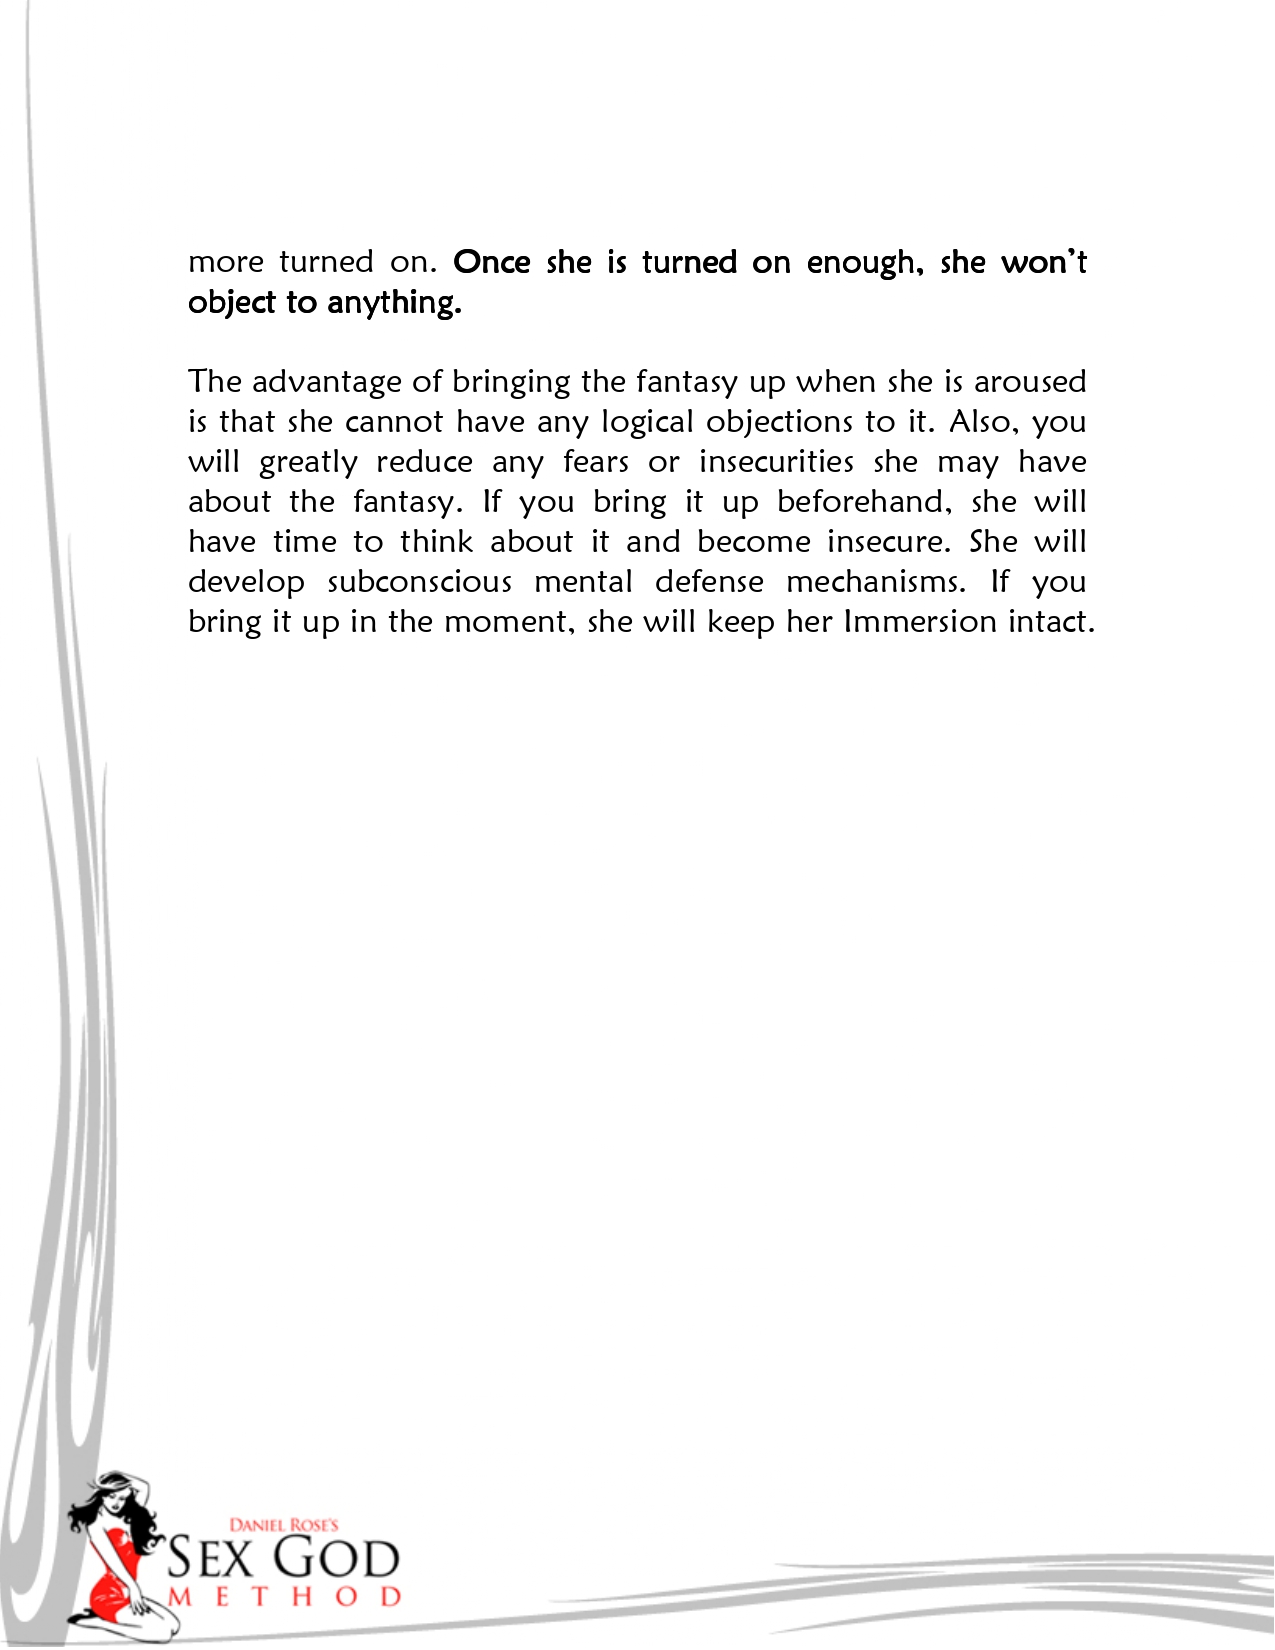 more turned on. Once she is turned on enough, she won’t
object to anything.
The advantage of bringing the fantasy up when she is aroused
is that she cannot have any logical objections to it. Also, you
will greatly reduce any fears or insecurities she may have
about the fantasy. If you bring it up beforehand, she will
have time to think about it and become insecure. She will
develop subconscious mental defense mechanisms. If you
bring it up in the moment, she will keep her Immersion intact.
DANIEL ROSE'S
SEX GOD
METHOD